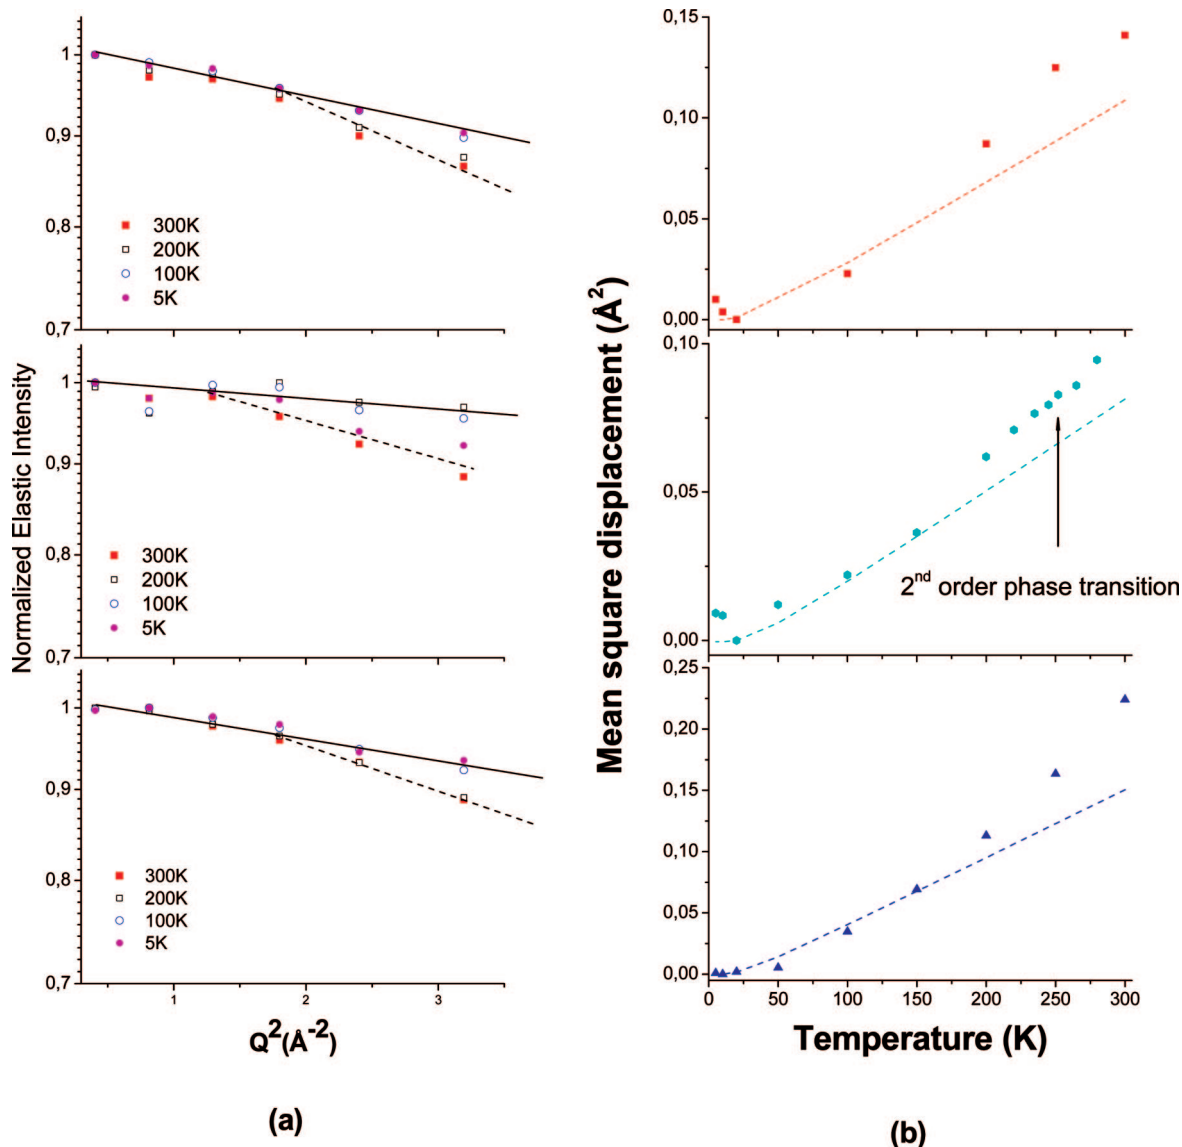 Normalized Elastic Intensity
1
0,9
0,8
0,7
300K
200K
100K
5K
1
0,9
0,8
0,7
300K
200K
100K
5K
1
0,9
0,8
0,7
300K
200K
100K
5K
1
2
3
Q²(Å⁻²)
(a)
Mean square displacement (Å²)
0,15
0,10
0,05
0,00
0,10
0,05
0,00
2nd order phase transition
0,25
0,20
0,15
0,10
0,05
0,00
0
50
100
150
200
250
300
Temperature (K)
(b)